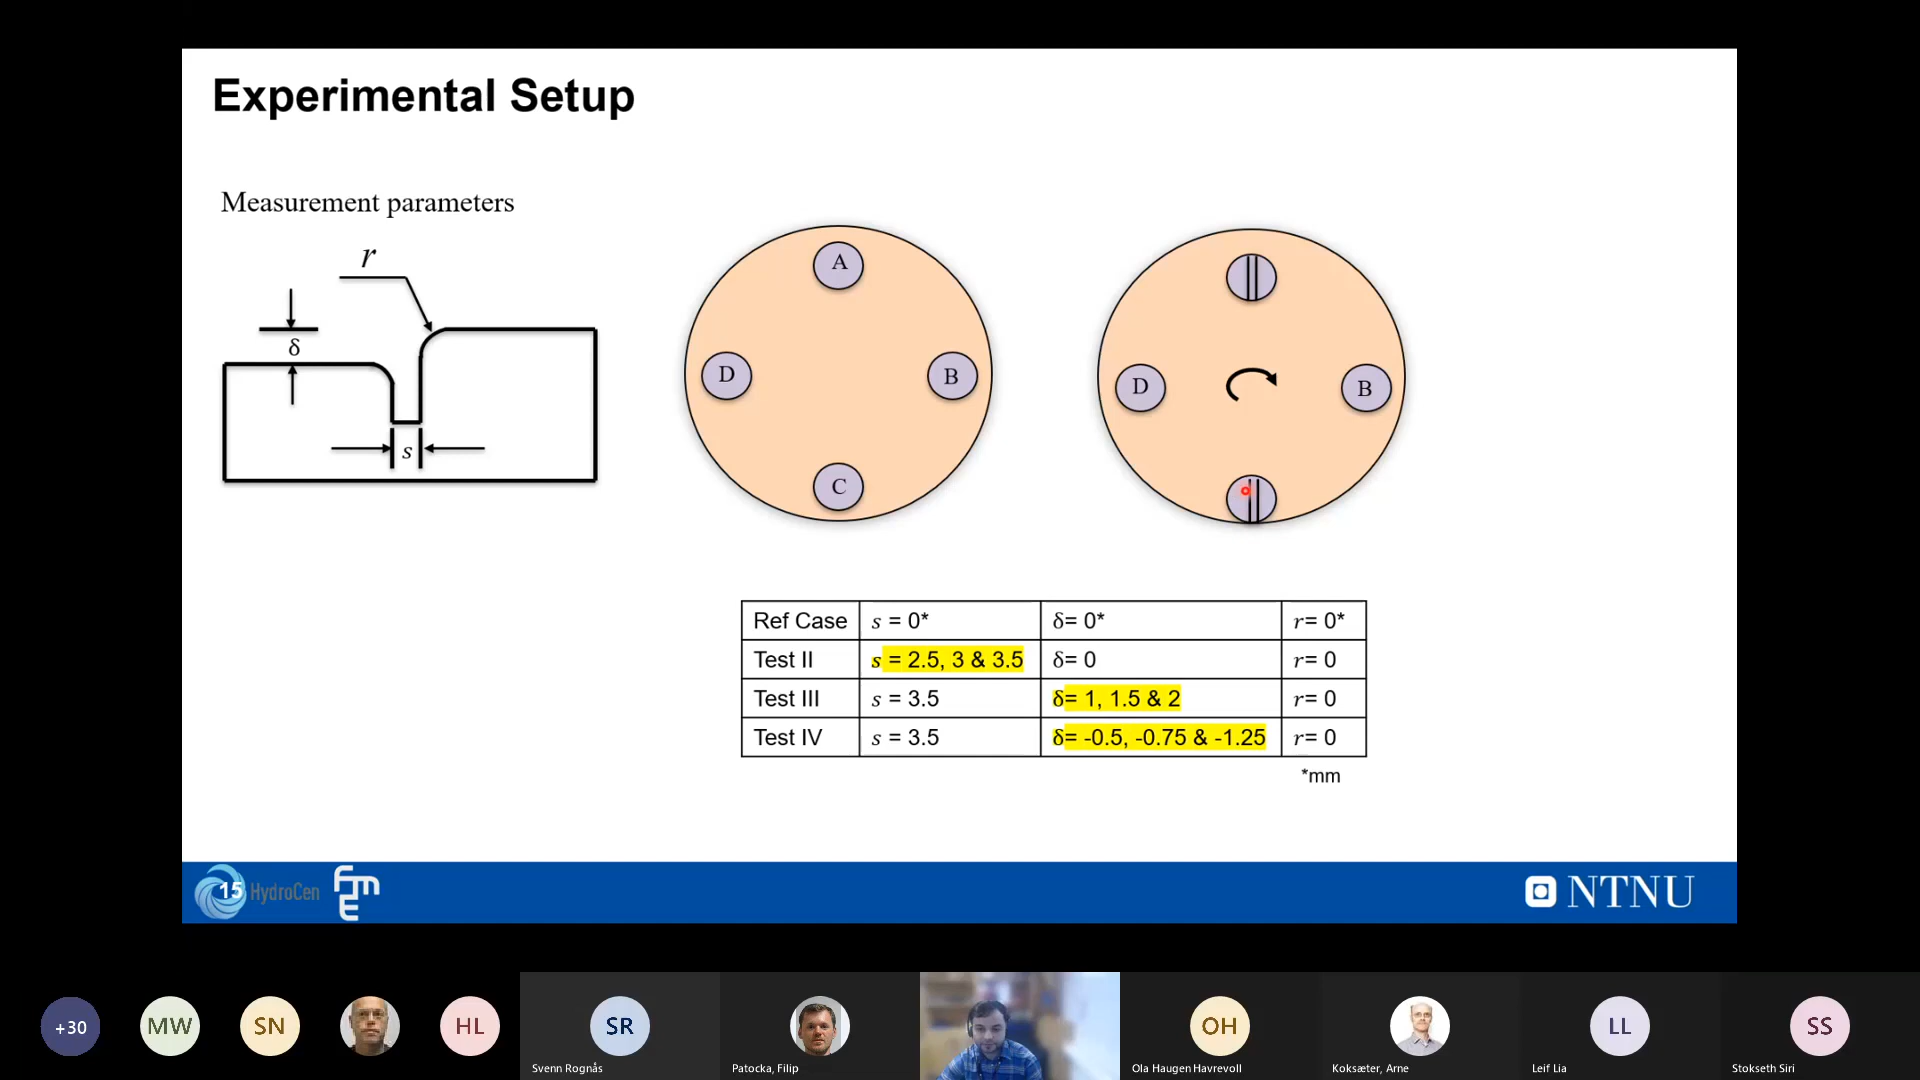 Experimental Setup
Measurement parameters
r
δ
s
A
D
B
C
D
B
Ref Case s = 0* δ= 0* r= 0*
Test II s = 2.5, 3 & 3.5 δ= 0 r= 0
Test III s = 3.5 δ= 1, 1.5 & 2 r= 0
Test IV s = 3.5 δ= -0.5, -0.75 & -1.25 r= 0
*mm
15 HydroCen
FME
NTNU
+30
MW
SN
HL
SR
OH
LL
SS
Svenn Rognås
Patocka, Filip
Ola Haugen Havrevoll
Koksæter, Arne
Leif Lia
Stokseth Siri